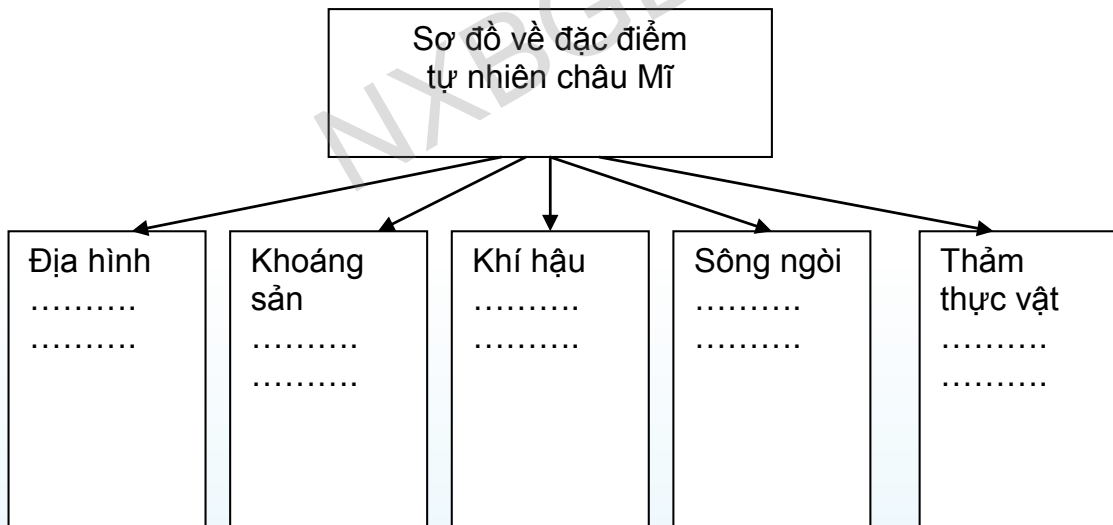 NXBG
Sơ đồ về đặc điểm
tự nhiên châu Mĩ
Địa hình
……….
……….
Khoáng
sản
……….
……….
Khí hậu
……….
……….
Sông ngòi
……….
……….
Thảm
thực vật
……….
……….